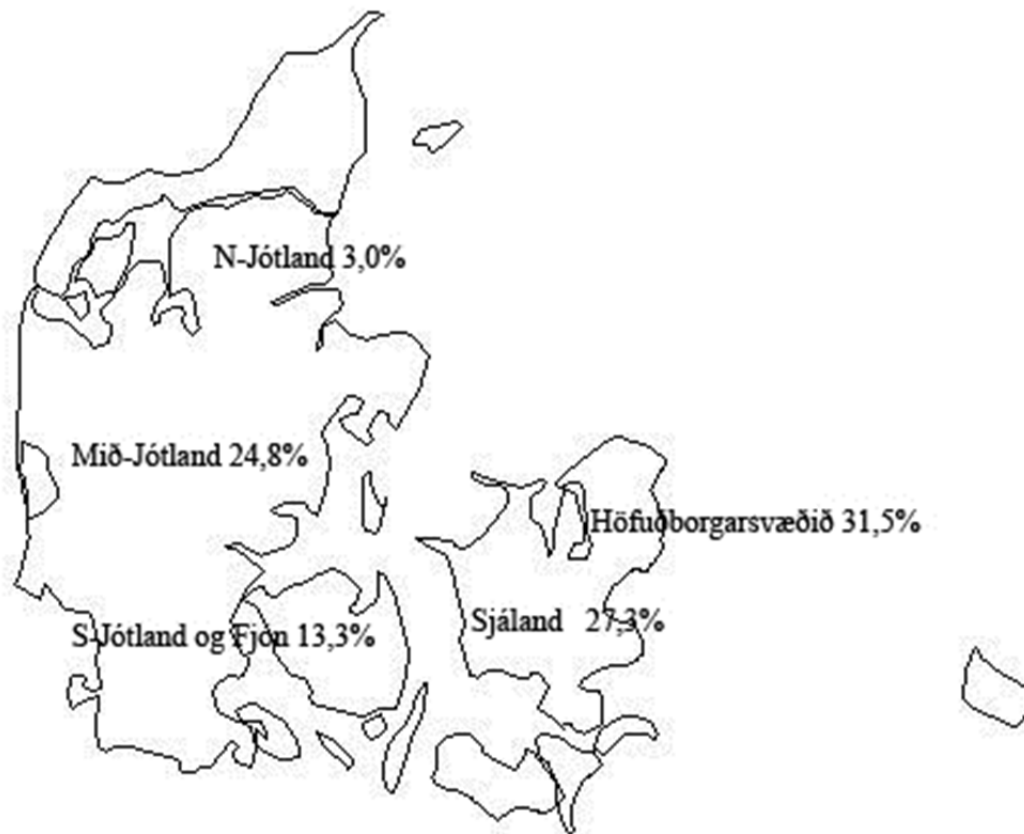 N-Jótland 3,0%
Mið-Jótland 24,8%
Höfuðborgarsvæðið 31,5%
Sjáland 27,3%
S-Jótland og Fjón 13,3%